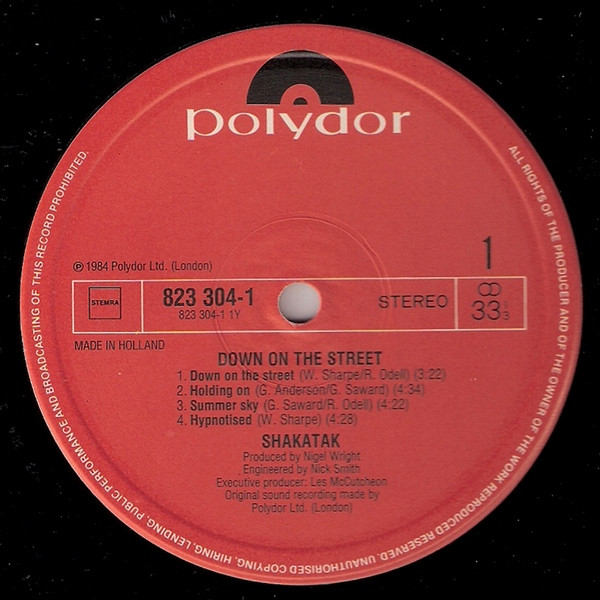 polydor
ALL RIGHTS OF THE PRODUCER AND OF THE OWNER OF THE WORK REPRODUCED RESERVED. UNAUTHORISED COPYING, HIRING, LENDING, PUBLIC PERFORMANCE AND BROADCASTING OF THIS RECORD PROHIBITED.
1
℗ 1984 Polydor Ltd. (London)
STEMRA
823 304-1
823 304-1 1Y
STEREO
33 1/3
MADE IN HOLLAND
DOWN ON THE STREET
1. Down on the street (W. Sharpe/R. Odell) (3:22)
2. Holding on (G. Anderson/G. Saward) (4:34)
3. Summer sky (G. Saward/R. Odell) (4:22)
4. Hypnotised (W. Sharpe) (4:28)
SHAKATAK
Produced by Nigel Wright
Engineered by Nick Smith
Executive producer: Les McCutcheon
Original sound recording made by
Polydor Ltd. (London)